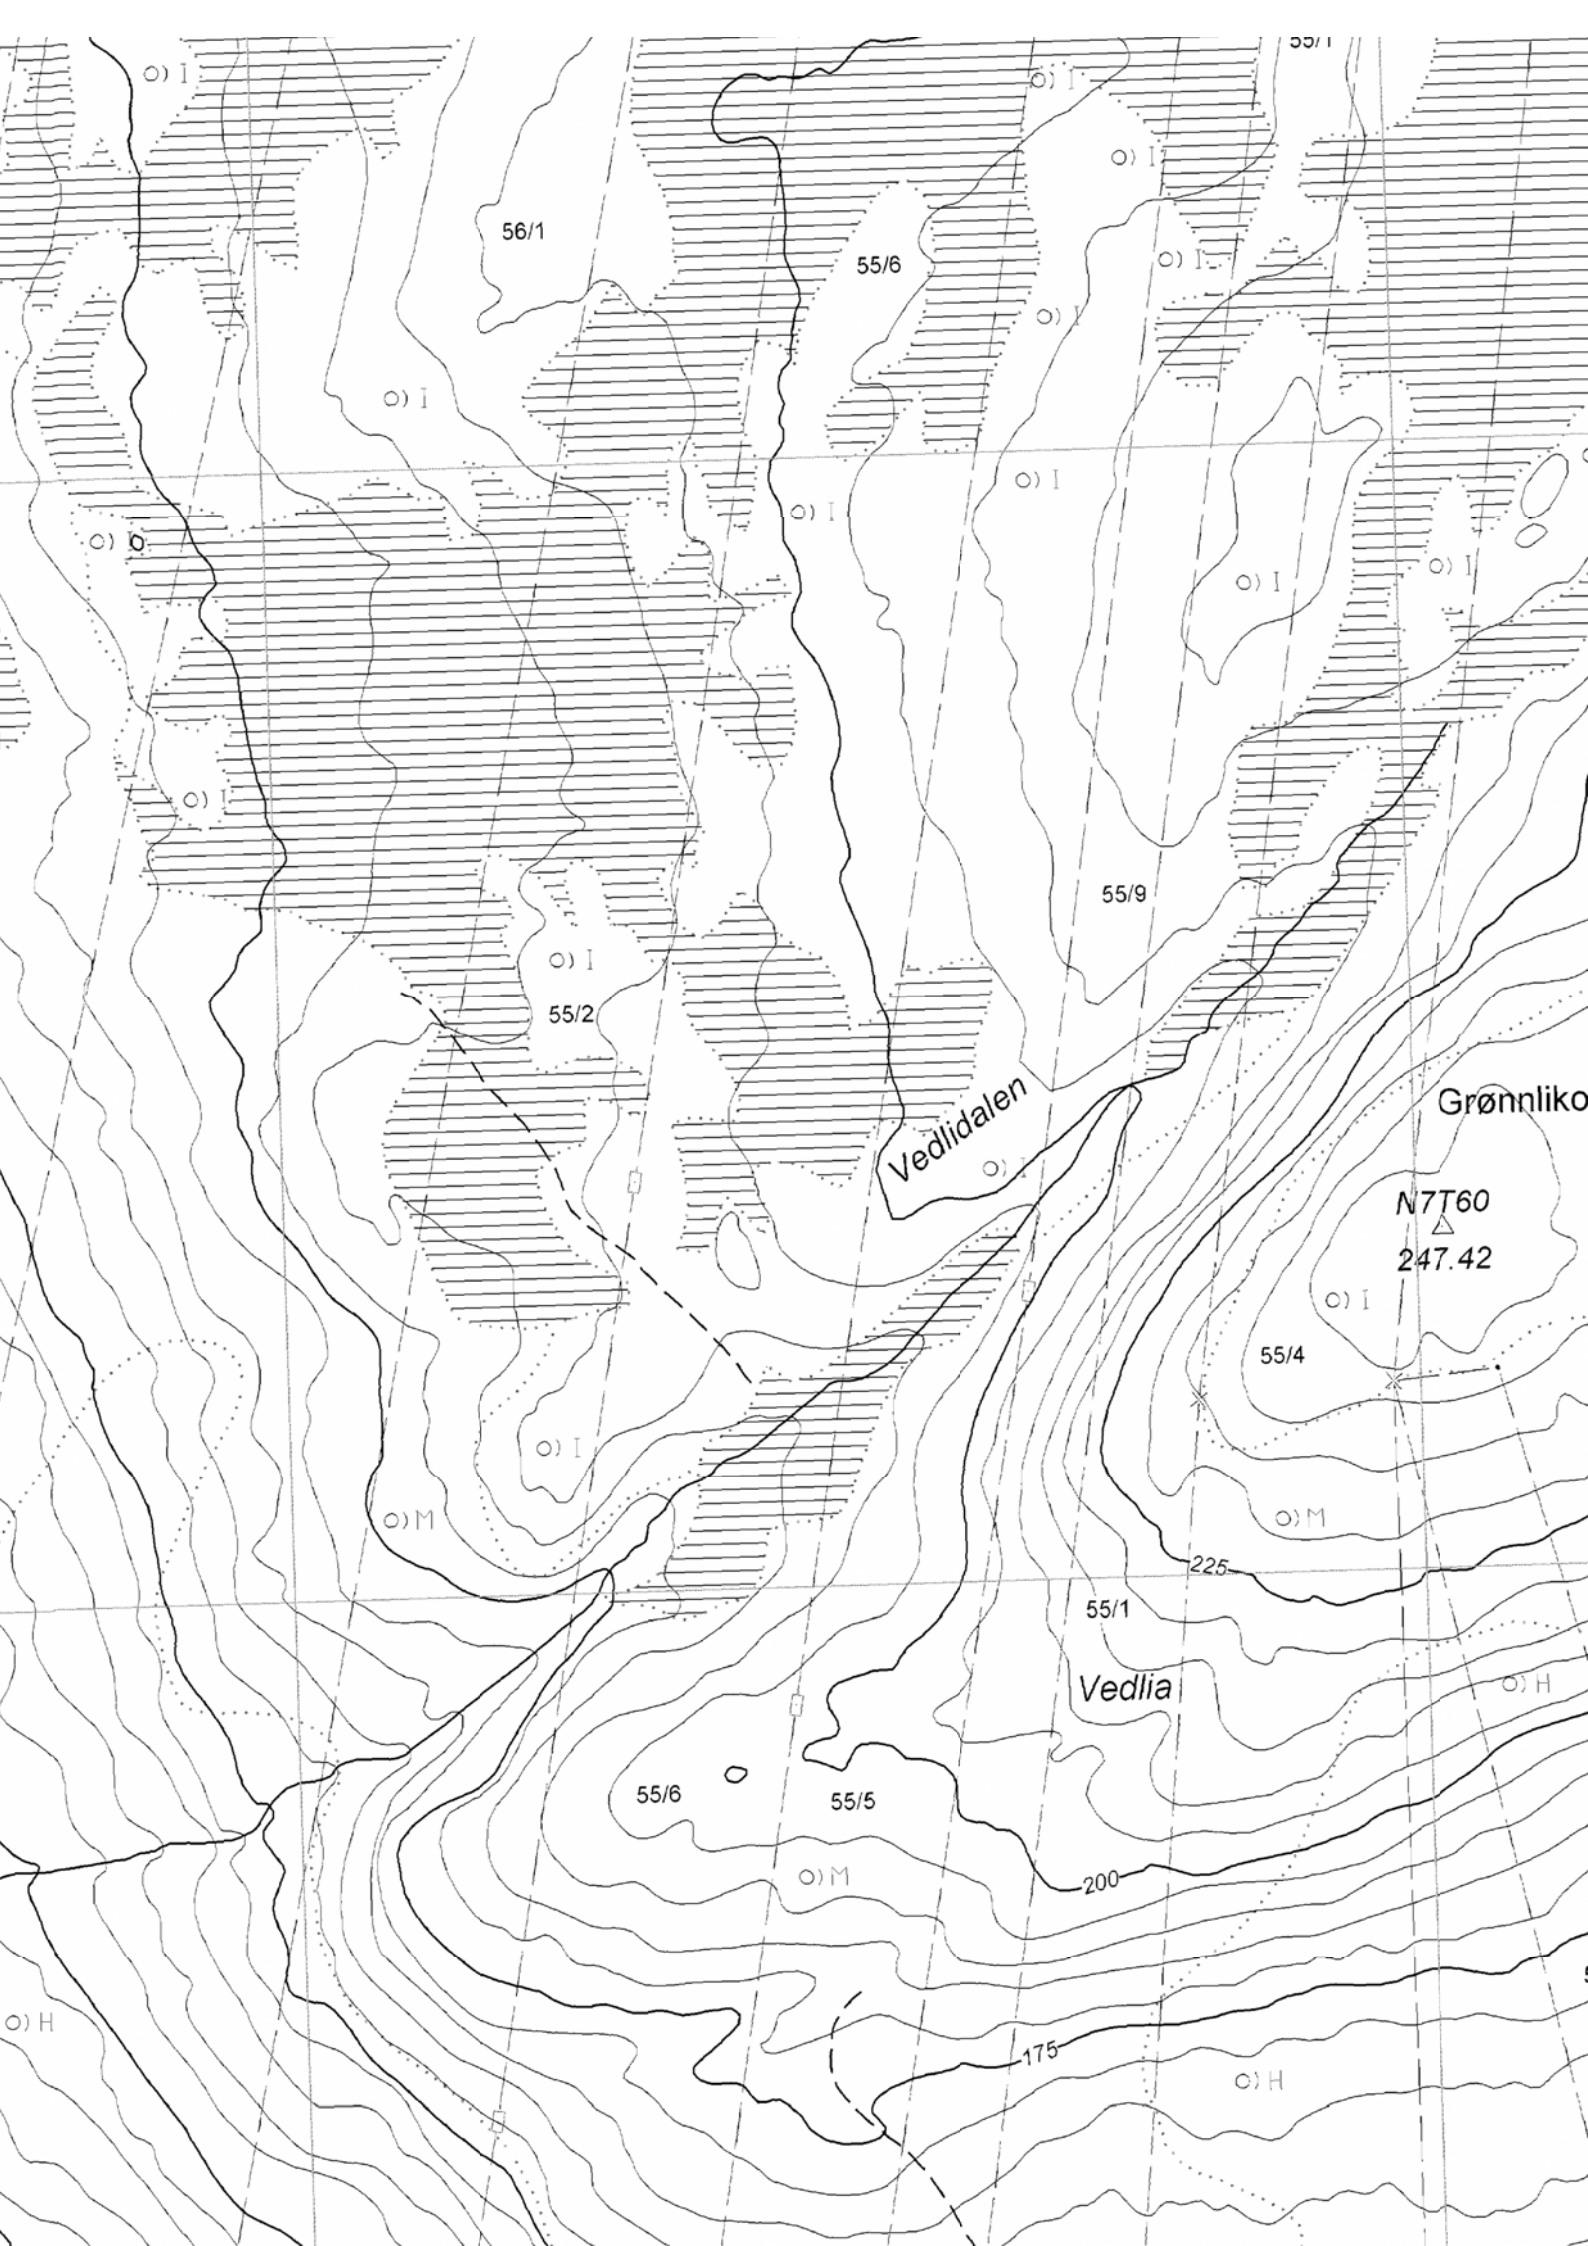 O) I
O) I
55/1
O) I
56/1
55/6
O) I
O) I
O) I
O) I
O) I
O) I
O) I
O) I
O) I
55/9
O) I
55/2
Vedlidalen
O) I
Grønnliko
N7T60
247.42
O) I
55/4
O) I
O) M
O) M
225
55/1
Vedlia
O) H
55/6
55/5
O) M
200
O) H
175
O) H